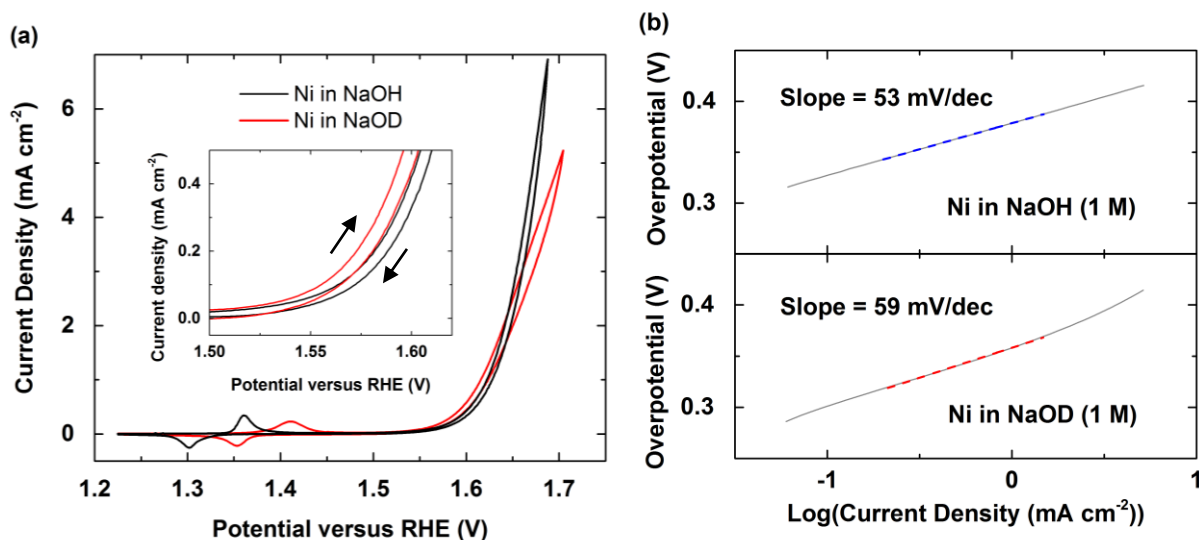 (a)
Current Density (mA cm-2)
6
5
4
3
2
1
0
1.2 1.3 1.4 1.5 1.6 1.7
Potential versus RHE (V)
Ni in NaOH
Ni in NaOD
Current density (mA cm-2)
0.4
0.2
0.0
1.50 1.55 1.60
Potential versus RHE (V)
(b)
Overpotential (V)
0.4
0.3
Slope = 53 mV/dec
Ni in NaOH (1 M)
Overpotential (V)
0.4
0.3
Slope = 59 mV/dec
Ni in NaOD (1 M)
-1 0 1
Log(Current Density (mA cm-2))